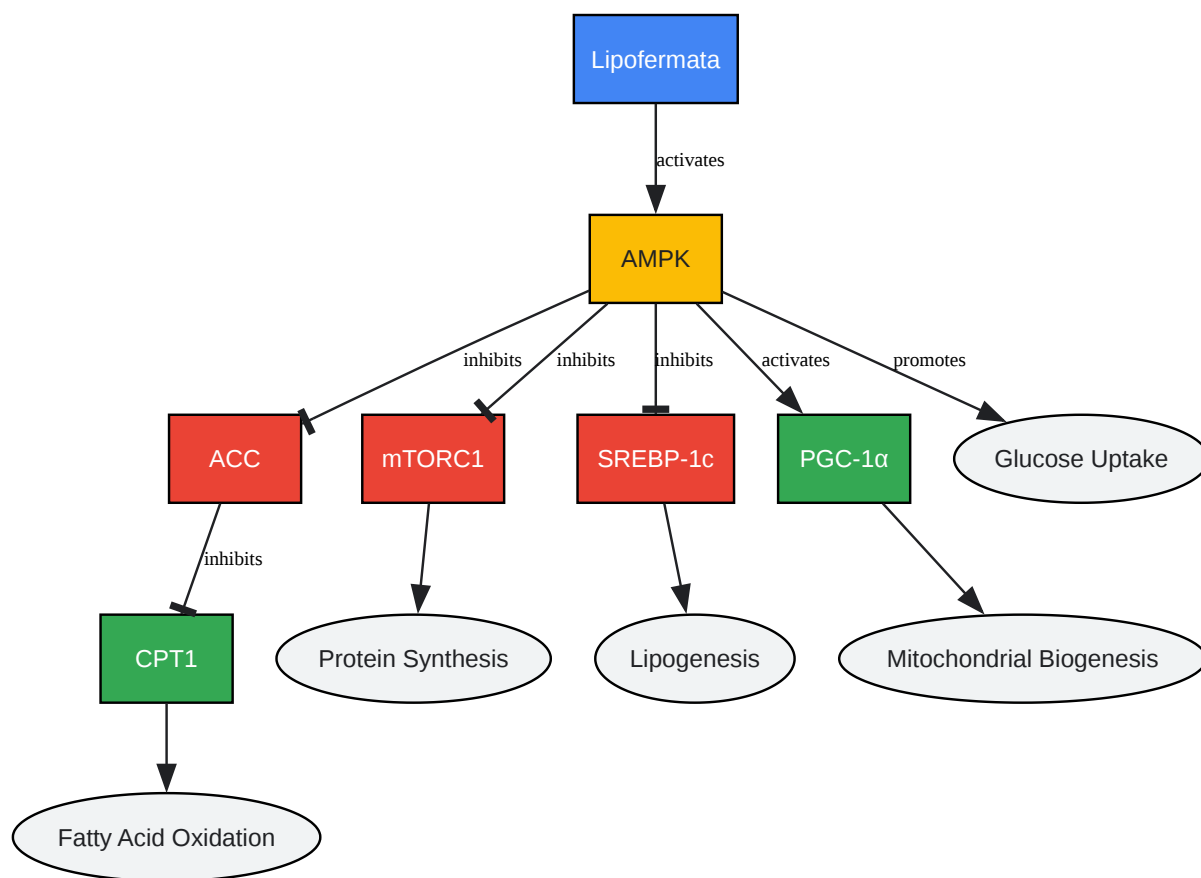 Lipofermata
activates
AMPK
inhibits
inhibits
inhibits
activates
promotes
ACC
mTORC1
SREBP-1c
PGC-1α
Glucose Uptake
inhibits
CPT1
Protein Synthesis
Lipogenesis
Mitochondrial Biogenesis
Fatty Acid Oxidation